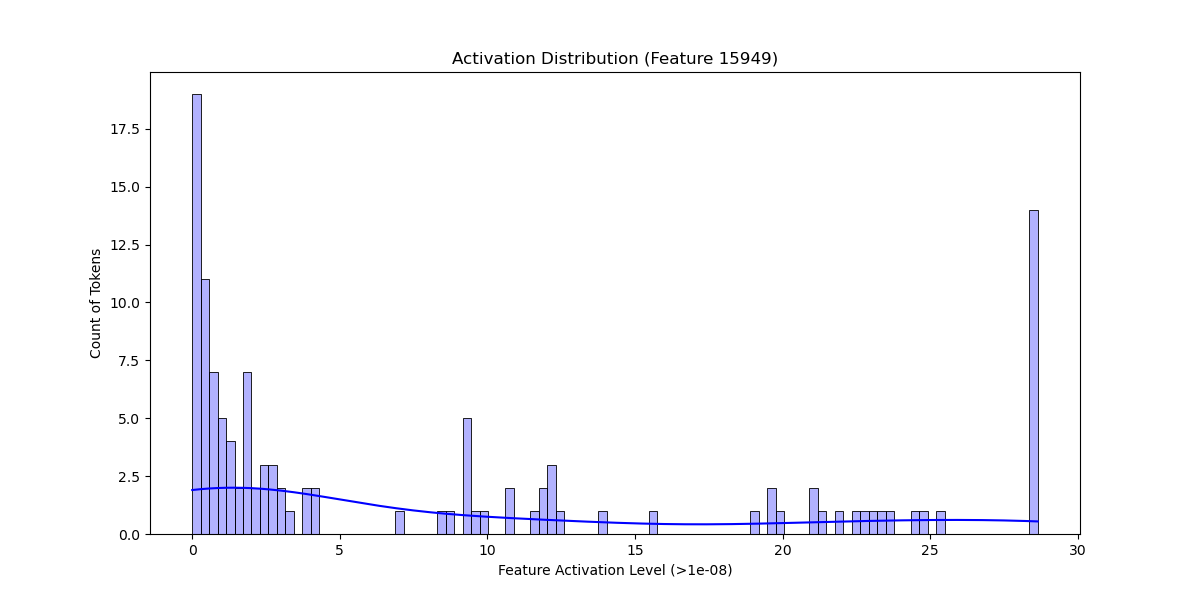 Activation Distribution (Feature 15949)
Count of Tokens
17.5
15.0
12.5
10.0
7.5
5.0
2.5
0.0
0 5 10 15 20 25 30
Feature Activation Level (>1e-08)